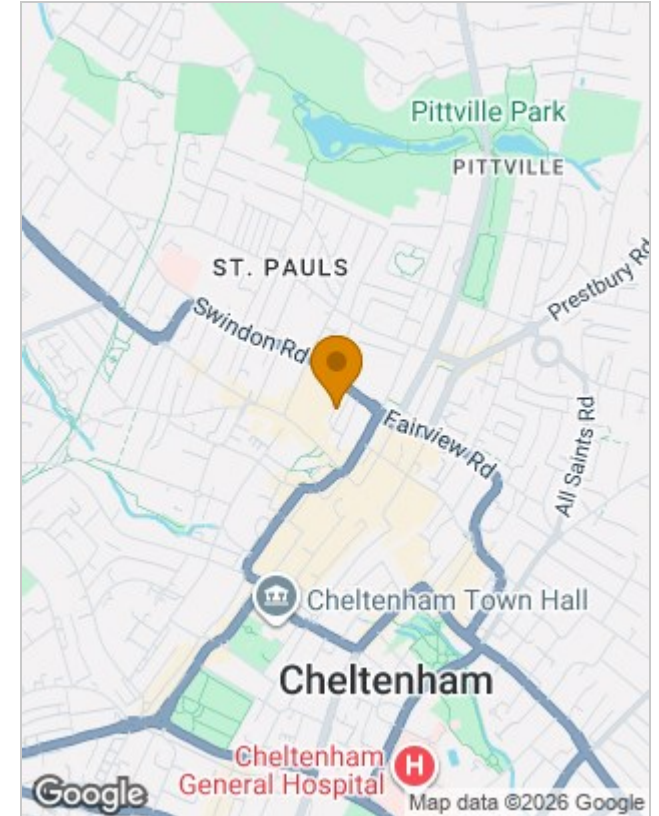 Pittville Park
PITTVILLE
ST. PAULS
Prestbury Rd
Swindon Rd
Fairview Rd
All Saints Rd
Cheltenham Town Hall
Cheltenham
Cheltenham
General Hospital
H
Google
Map data ©2026 Google